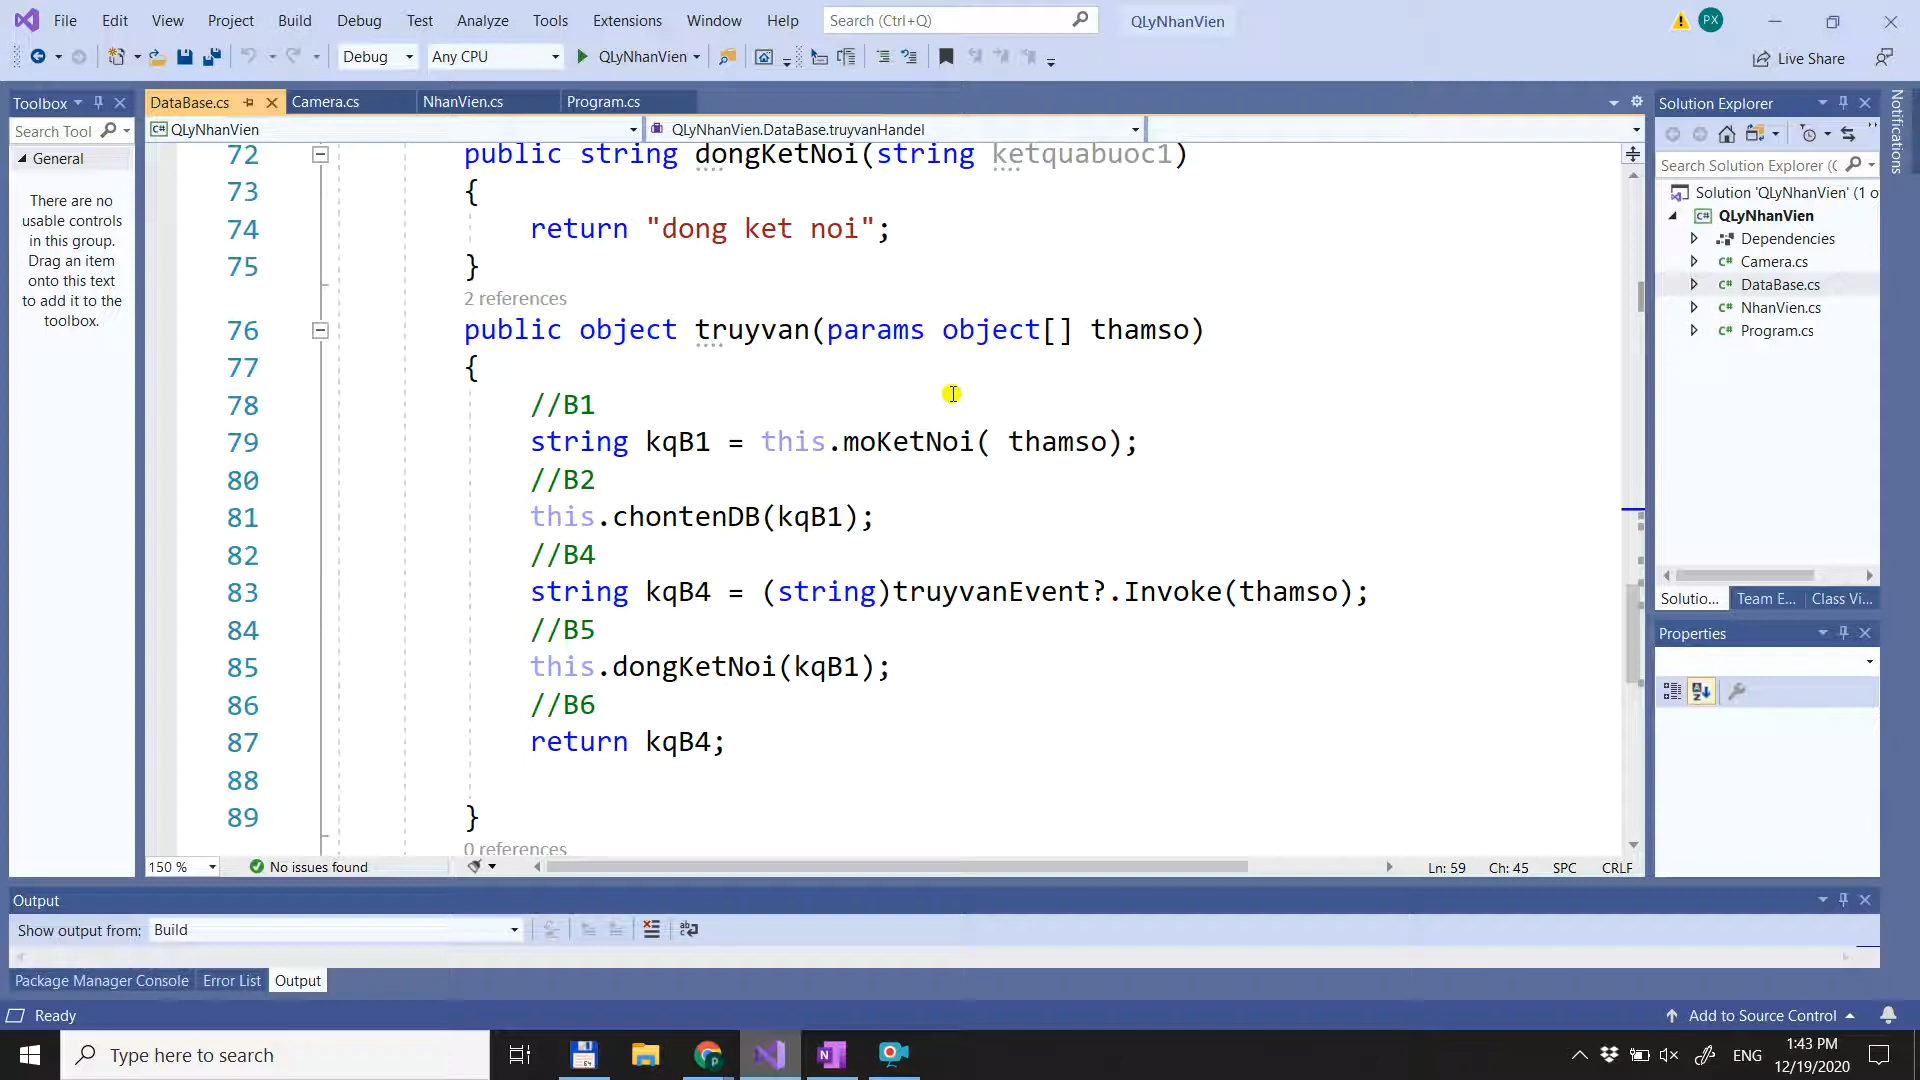 File Edit View Project Build Debug Test Analyze Tools Extensions Window Help Search (Ctrl+Q) QLyNhanVien PX
Debug Any CPU QLyNhanVien Live Share
Toolbox DataBase.cs Camera.cs NhanVien.cs Program.cs Solution Explorer
Search Tool C# QLyNhanVien QLyNhanVien.DataBase.truyvanHandel
General
There are no
usable controls
in this group.
Drag an item
onto this text
to add it to the
toolbox.
72 public string dongKetNoi(string ketquabuoc1)
73 {
74 return "dong ket noi";
75 }
2 references
76 public object truyvan(params object[] thamso)
77 {
78 //B1
79 string kqB1 = this.moKetNoi( thamso);
80 //B2
81 this.chontenDB(kqB1);
82 //B4
83 string kqB4 = (string)truyvanEvent?.Invoke(thamso);
84 //B5
85 this.dongKetNoi(kqB1);
86 //B6
87 return kqB4;
88
89 }
0 references
150 % No issues found Ln: 59 Ch: 45 SPC CRLF
Search Solution Explorer (C
Solution 'QLyNhanVien' (1 o
C# QLyNhanVien
Dependencies
C# Camera.cs
C# DataBase.cs
C# NhanVien.cs
C# Program.cs
Solutio... Team E... Class Vi...
Properties
Notifications
Output
Show output from: Build
Package Manager Console Error List Output
Ready Add to Source Control
Type here to search ENG 1:43 PM
12/19/2020